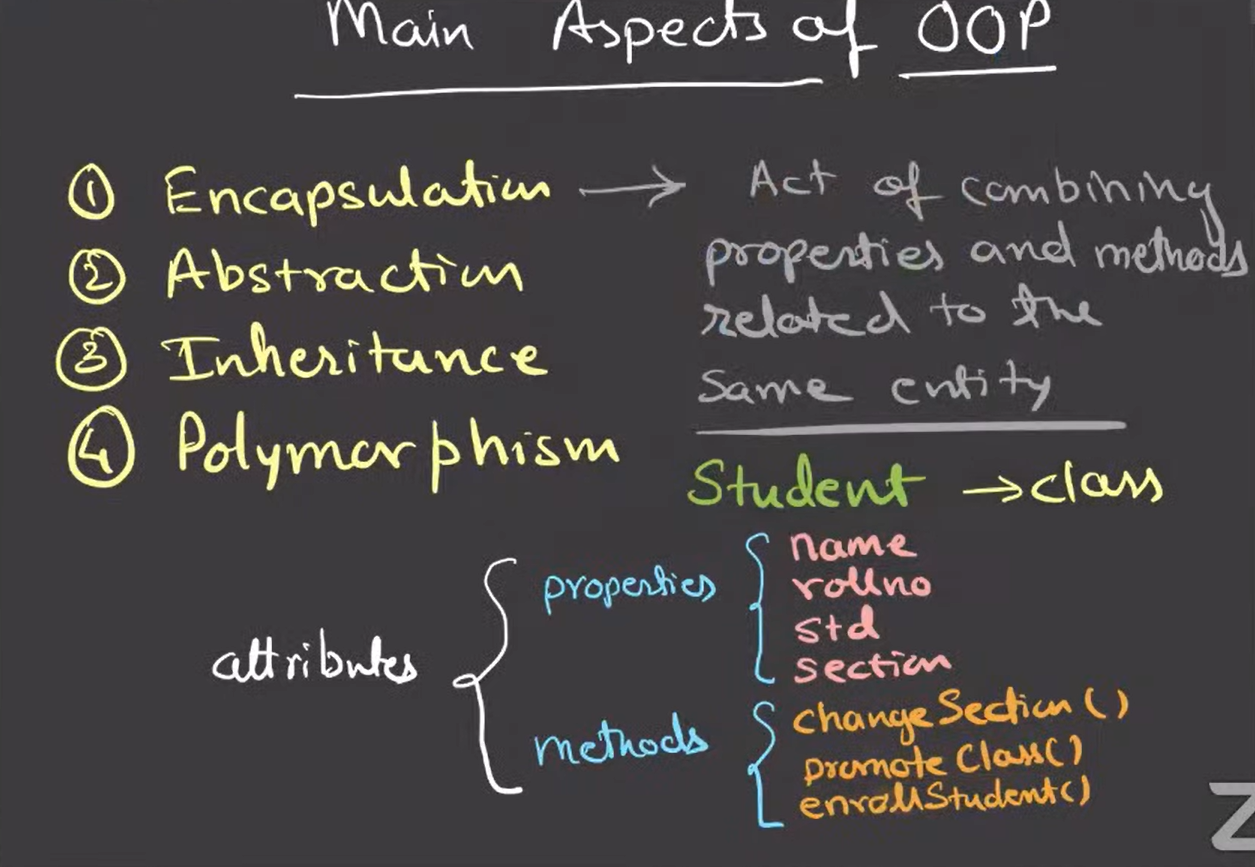 Main Aspects of OOP
① Encapsulation → Act of combining
properties and methods
related to the
same entity
② Abstraction
③ Inheritance
④ Polymorphism
Student → class
attributes
properties
name
rollno
std
section
methods
changeSection()
promoteClass()
enrollStudent()
Z